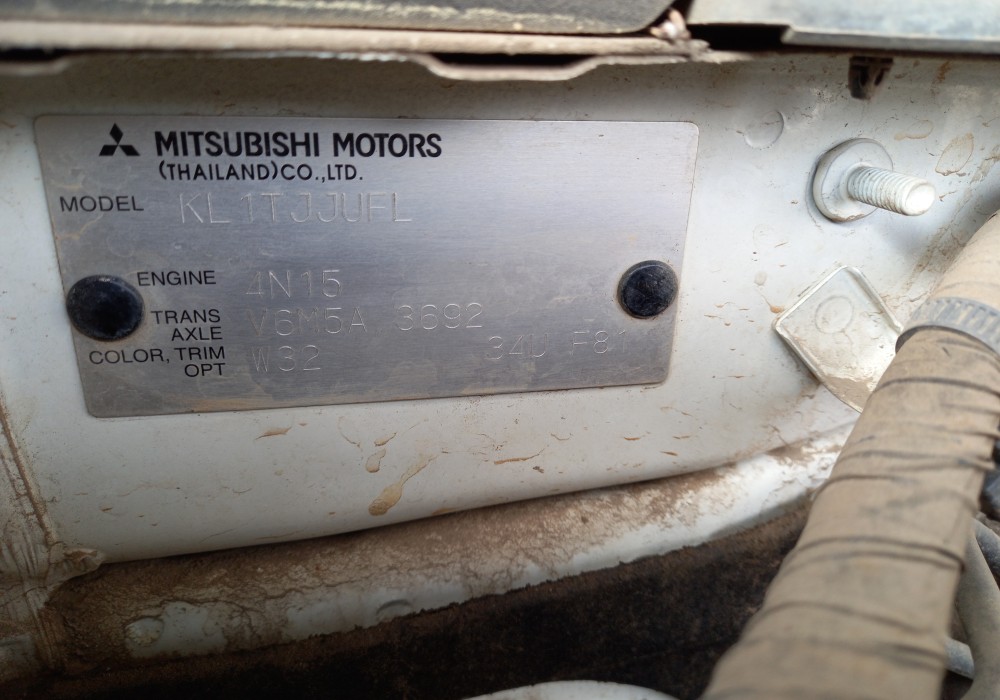 MITSUBISHI MOTORS
(THAILAND)CO.,LTD.
MODEL KL1TJJUFL
ENGINE 4N15
TRANS AXLE V6M5A 3692
COLOR, TRIM OPT W32 34U F81